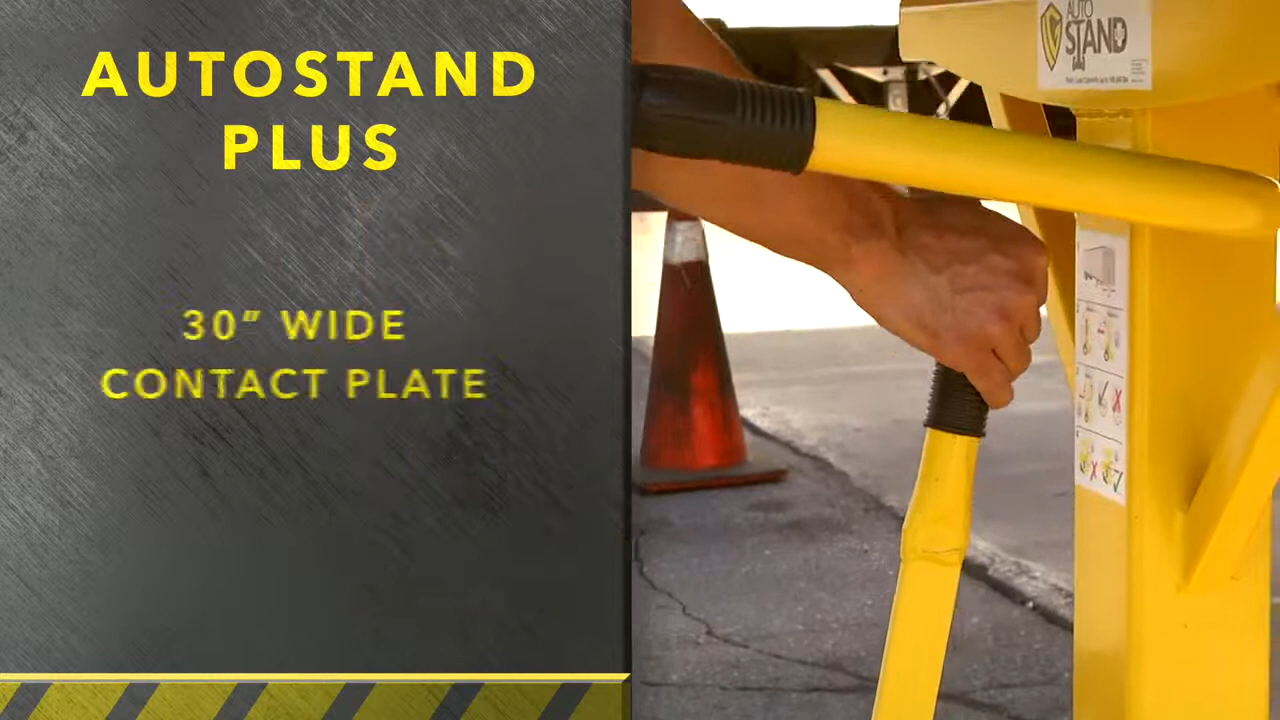 AUTOSTAND
PLUS
30” WIDE
CONTACT PLATE
AUTO
STAND